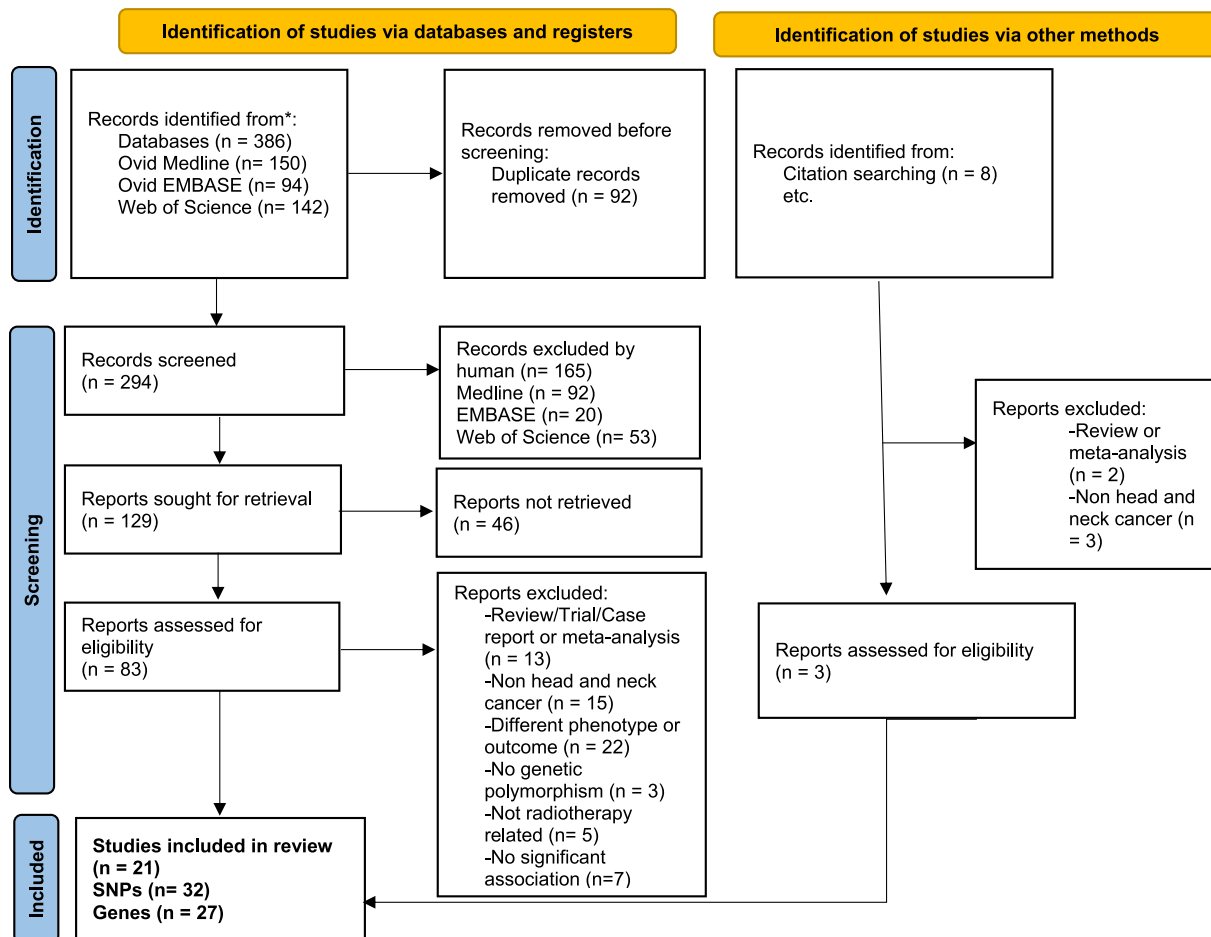 Identification of studies via databases and registers
Identification of studies via other methods
Identification
Records identified from*:
Databases (n = 386)
Ovid Medline (n= 150)
Ovid EMBASE (n= 94)
Web of Science (n= 142)
Records removed before
screening:
Duplicate records
removed (n = 92)
Records identified from:
Citation searching (n = 8)
etc.
Screening
Records screened
(n = 294)
Records excluded by
human (n= 165)
Medline (n= 92)
EMBASE (n= 20)
Web of Science (n= 53)
Reports sought for retrieval
(n = 129)
Reports not retrieved
(n = 46)
Reports excluded:
-Review or
meta-analysis
(n = 2)
-Non head and
neck cancer (n
= 3)
Reports assessed for
eligibility
(n = 83)
Reports excluded:
-Review/Trial/Case
report or meta-analysis
(n = 13)
-Non head and neck
cancer (n = 15)
-Different phenotype or
outcome (n = 22)
-No genetic
polymorphism (n = 3)
-Not radiotherapy
related (n= 5)
-No significant
association (n=7)
Reports assessed for eligibility
(n = 3)
Included
Studies included in review
(n = 21)
SNPs (n= 32)
Genes (n = 27)